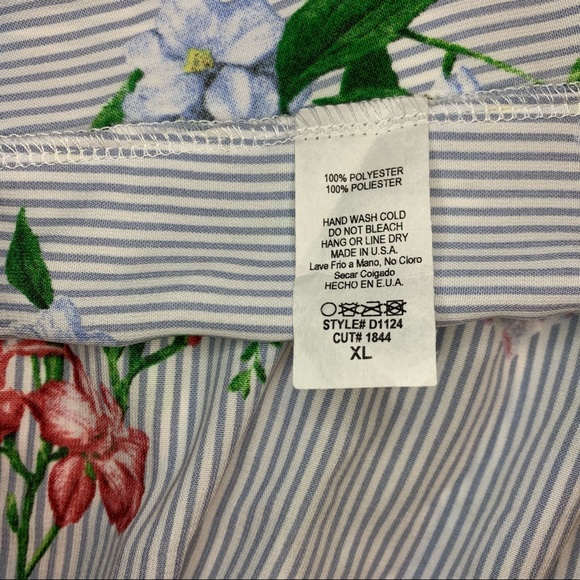 100% POLYESTER
100% POLIESTER
HAND WASH COLD
DO NOT BLEACH
HANG OR LINE DRY
MADE IN U.S.A.
Lave Frio a Mano, No Cloro
Secar Colgado
HECHO EN E.U.A.
STYLE# D1124
CUT# 1844
XL